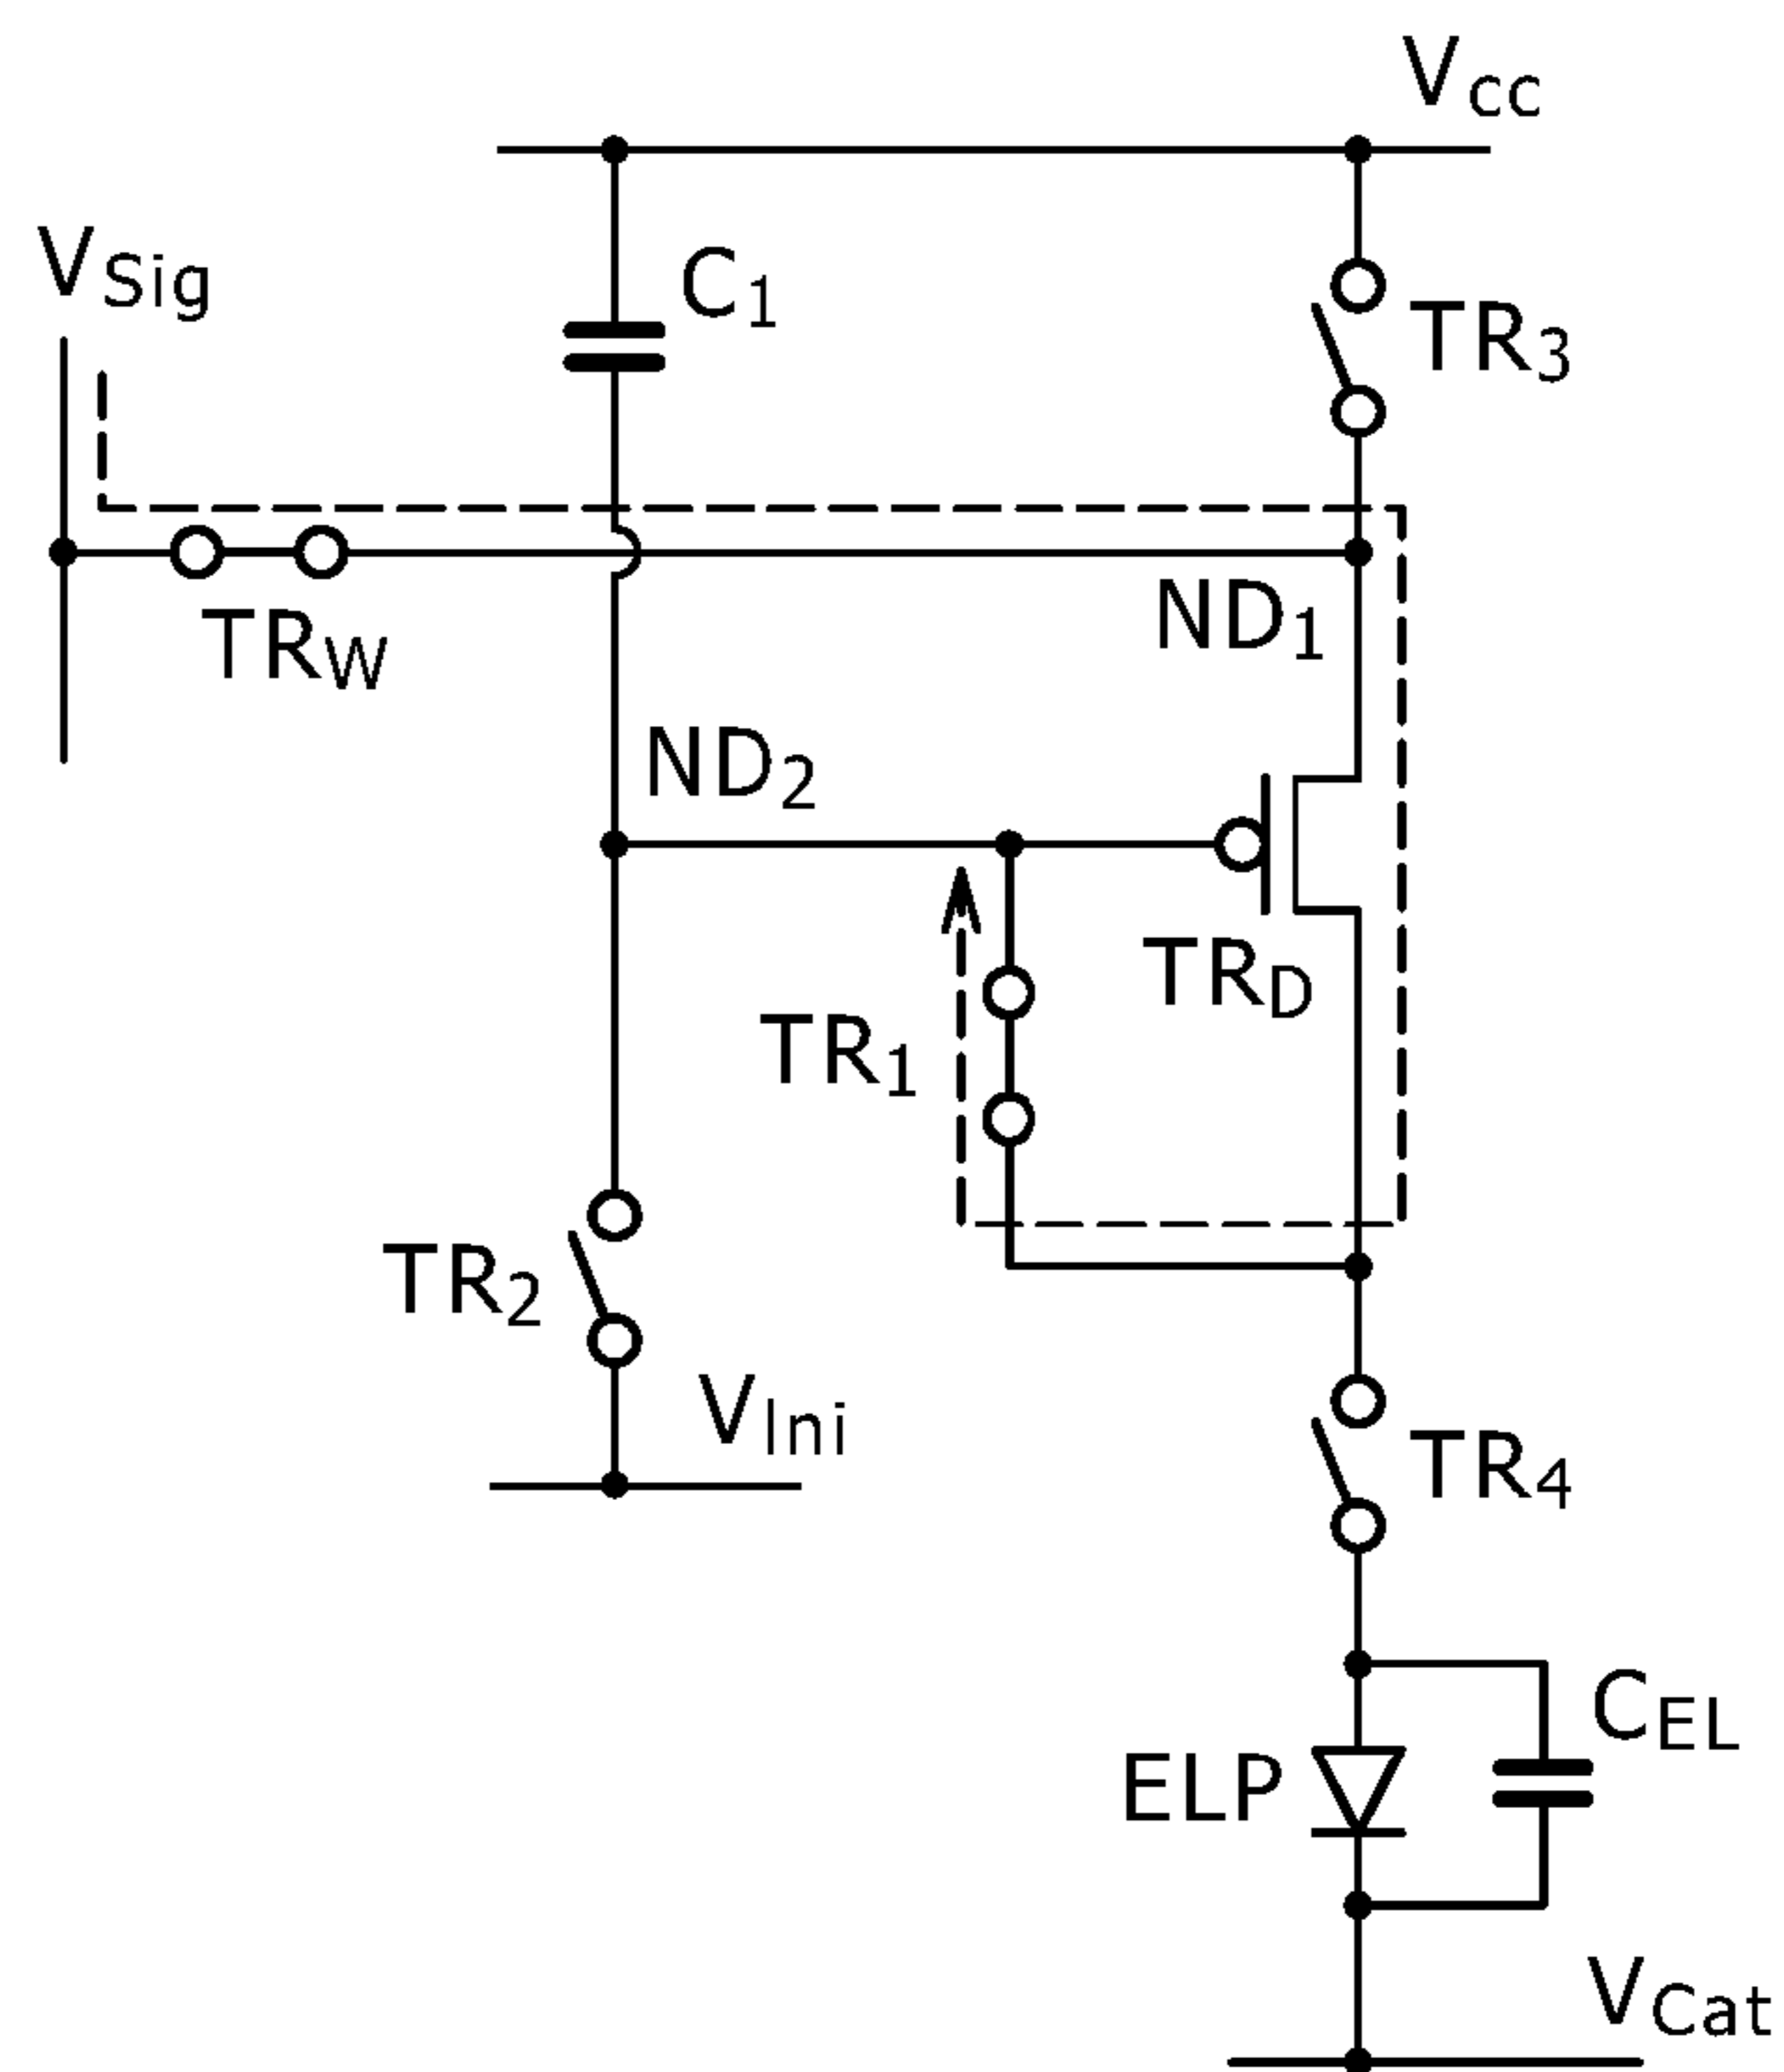 Vcc
VSig
C1
TR3
TRW
ND1
ND2
TRD
TR1
TR2
VIni
TR4
CEL
ELP
VCat